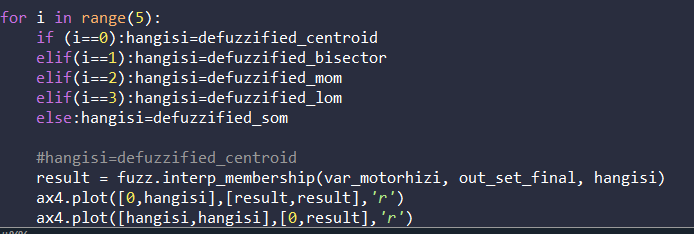 for i in range(5):
    if (i==0):hangisi=defuzzified_centroid
    elif(i==1):hangisi=defuzzified_bisector
    elif(i==2):hangisi=defuzzified_mom
    elif(i==3):hangisi=defuzzified_lom
    else:hangisi=defuzzified_som

    #hangisi=defuzzified_centroid
    result = fuzz.interp_membership(var_motorhizi, out_set_final, hangisi)
    ax4.plot([0,hangisi],[result,result],'r')
    ax4.plot([hangisi,hangisi],[0,result],'r')